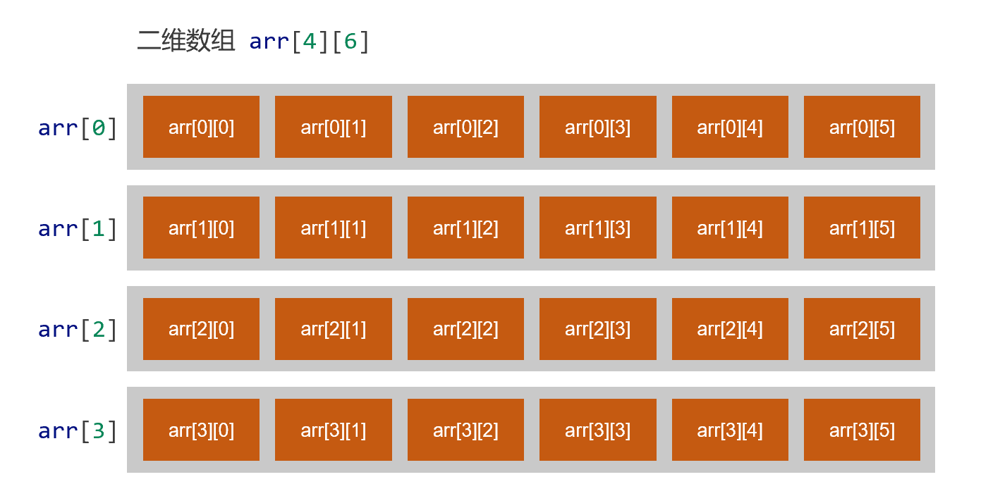 二维数组 arr[4][6]
arr[0] arr[0][0] arr[0][1] arr[0][2] arr[0][3] arr[0][4] arr[0][5]
arr[1] arr[1][0] arr[1][1] arr[1][2] arr[1][3] arr[1][4] arr[1][5]
arr[2] arr[2][0] arr[2][1] arr[2][2] arr[2][3] arr[2][4] arr[2][5]
arr[3] arr[3][0] arr[3][1] arr[3][2] arr[3][3] arr[3][4] arr[3][5]